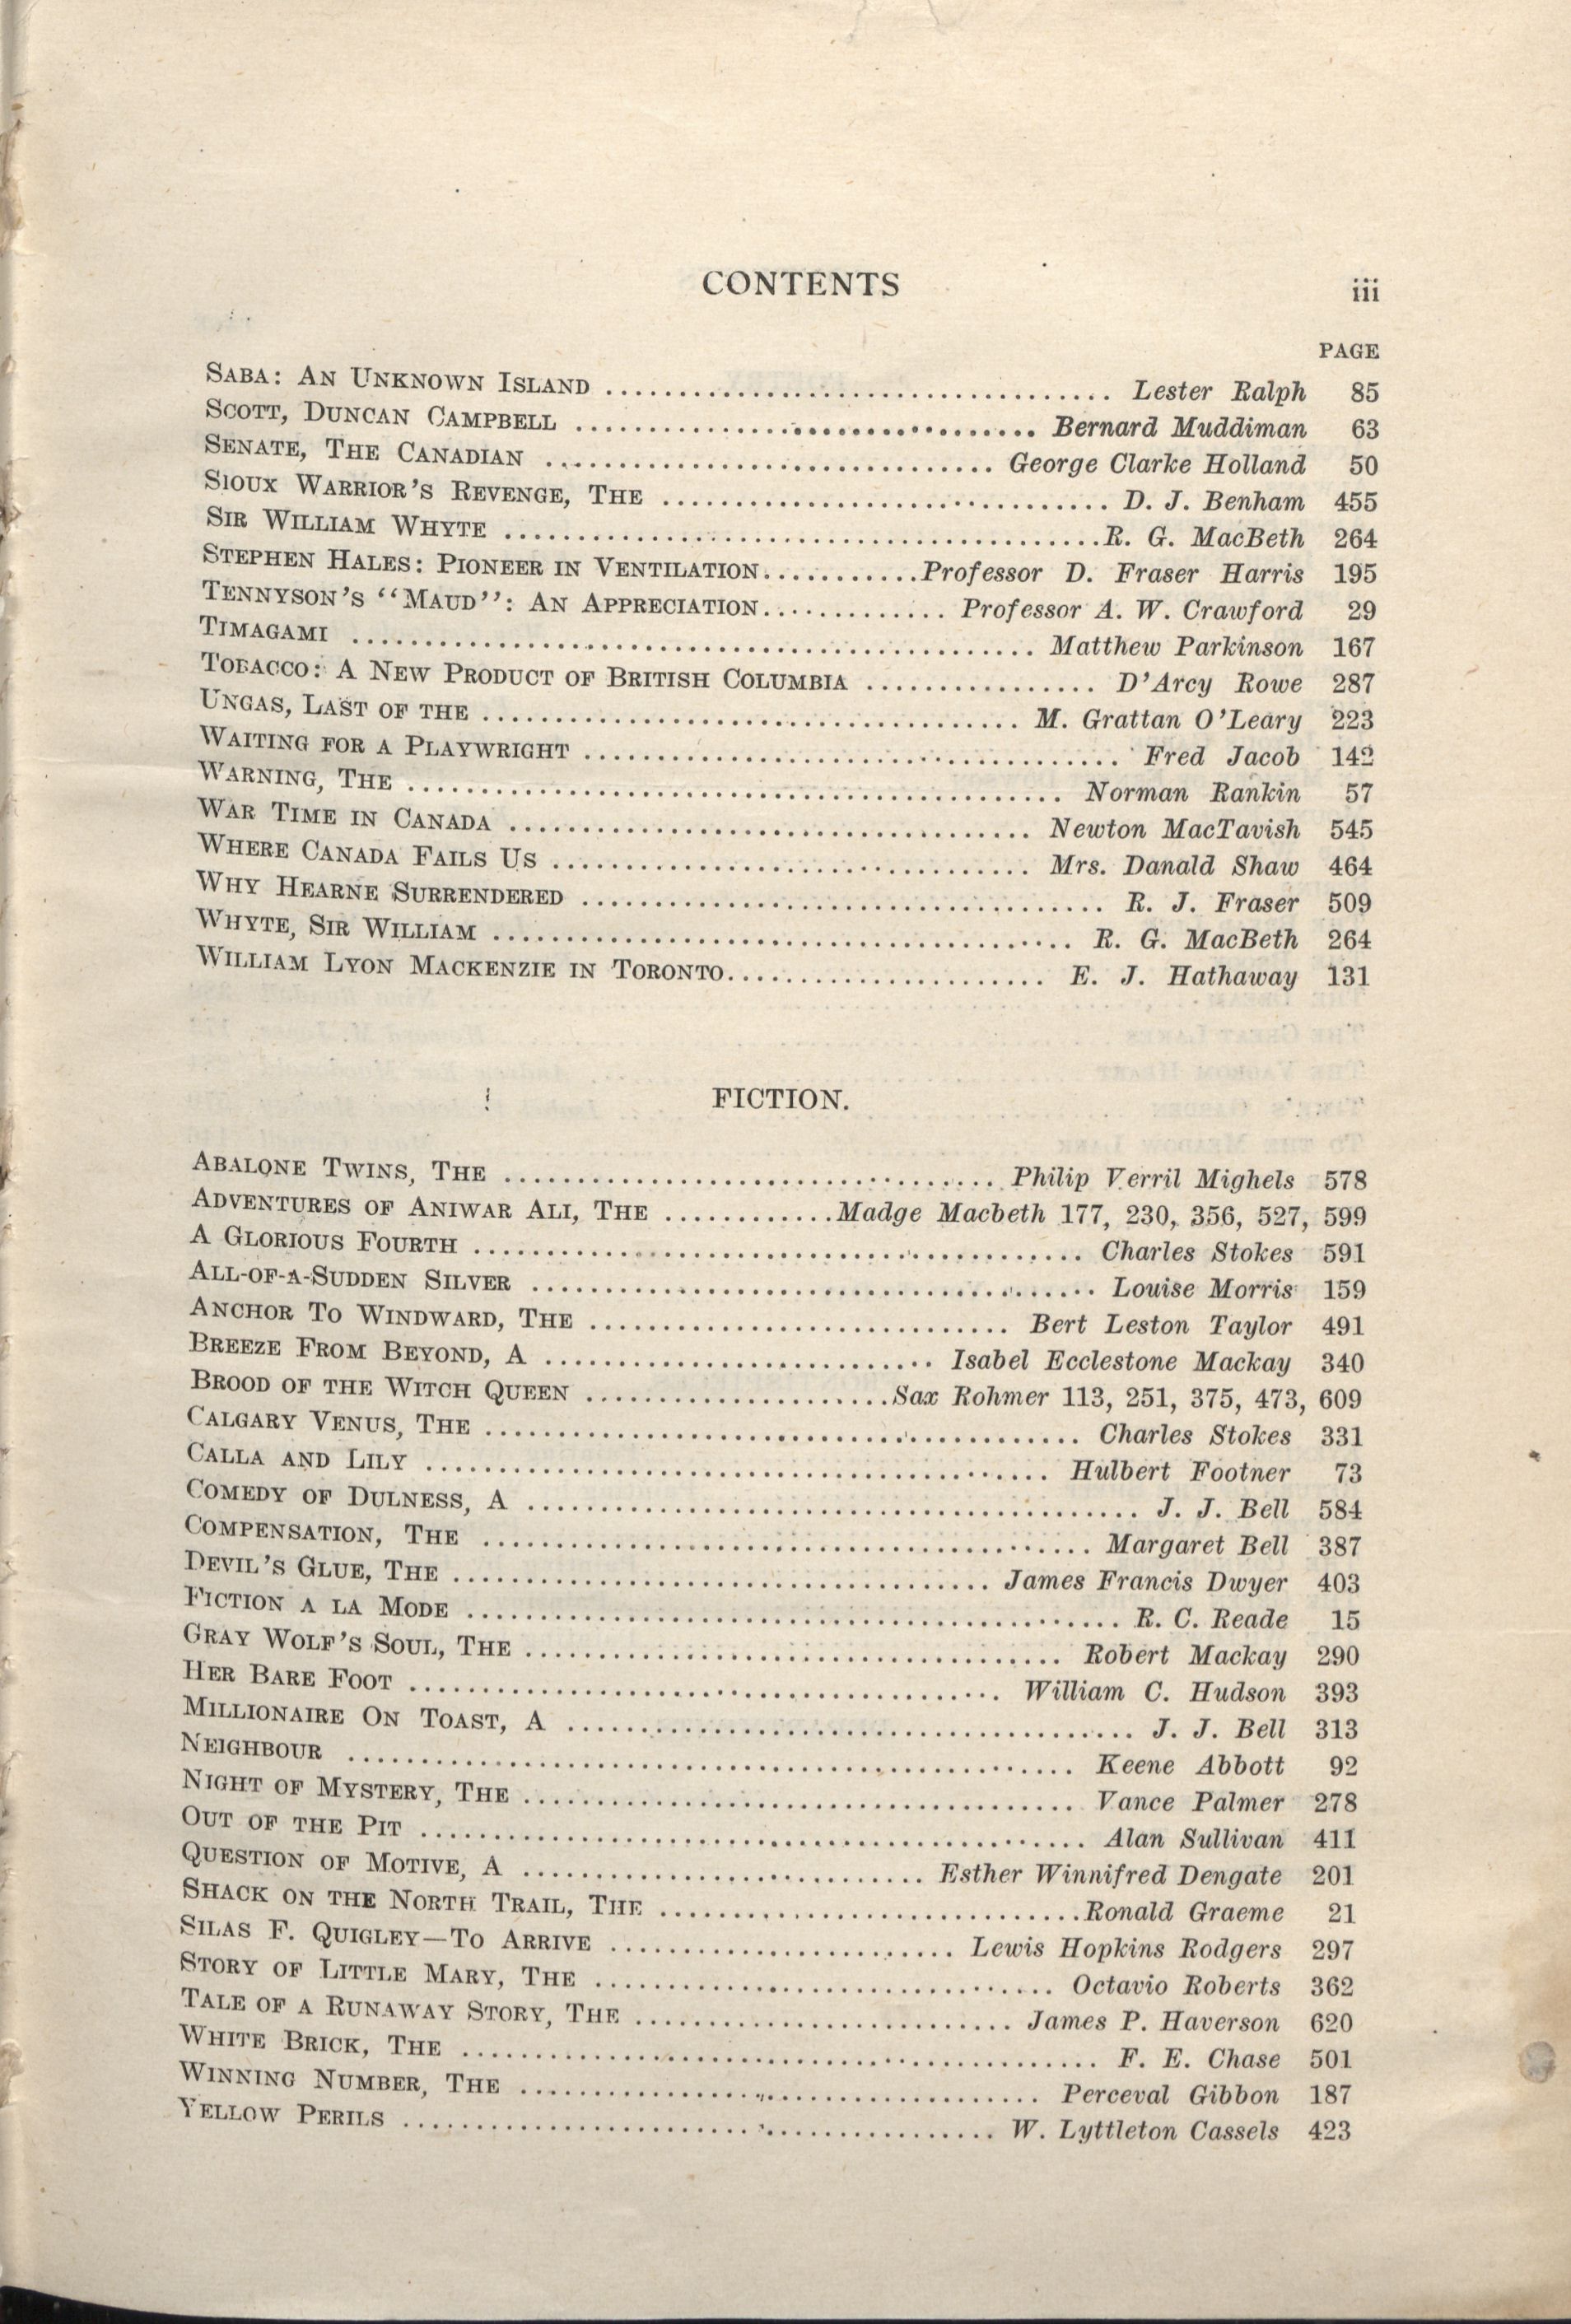 CONTENTS iii
PAGE
SABA: AN UNKNOWN ISLAND ................................... Lester Ralph 85
SCOTT, DUNCAN CAMPBELL ................................ Bernard Muddiman 63
SENATE, THE CANADIAN ............................... George Clarke Holland 50
SIOUX WARRIOR'S REVENGE, THE ............................... D. J. Benham 455
SIR WILLIAM WHYTE .........................................R. G. MacBeth 264
STEPHEN HALES: PIONEER IN VENTILATION...........Professor D. Fraser Harris 195
TENNYSON'S "MAUD": AN APPRECIATION............. Professor A. W. Crawford 29
TIMAGAMI ............................................... Matthew Parkinson 167
TOBACCO: A NEW PRODUCT OF BRITISH COLUMBIA ................ D'Arcy Rowe 287
UNGAS, LAST OF THE ..................................... M. Grattan O'Leary 223
WAITING FOR A PLAYWRIGHT ..................................... Fred Jacob 142
WARNING, THE ............................................. Norman Rankin 57
WAR TIME IN CANADA .................................... Newton MacTavish 545
WHERE CANADA FAILS US ................................. Mrs. Danald Shaw 464
WHY HEARNE SURRENDERED .................................... R. J. Fraser 509
WHYTE, SIR WILLIAM ........................................ R. G. MacBeth 264
WILLIAM LYON MACKENZIE IN TORONTO...................... E. J. Hathaway 131
FICTION.
ABALONE TWINS, THE .................................. Philip Verril Mighels 578
ADVENTURES OF ANIWAR ALI, THE ............Madge Macbeth 177, 230, 356, 527, 599
A GLORIOUS FOURTH .......................................... Charles Stokes 591
ALL-OF-A-SUDDEN SILVER ....................................... Louise Morris 159
ANCHOR TO WINDWARD, THE ............................. Bert Leston Taylor 491
BREEZE FROM BEYOND, A ........................... Isabel Ecclestone Mackay 340
BROOD OF THE WITCH QUEEN .....................Sax Rohmer 113, 251, 375, 473, 609
CALGARY VENUS, THE ......................................... Charles Stokes 331
CALLA AND LILY ........................................... Hulbert Footner 73
COMEDY OF DULNESS, A .......................................... J. J. Bell 584
COMPENSATION, THE .......................................... Margaret Bell 387
DEVIL'S GLUE, THE ..................................... James Francis Dwyer 403
FICTION A LA MODE ............................................. R. C. Reade 15
GRAY WOLF'S SOUL, THE ..................................... Robert Mackay 290
HER BARE FOOT ......................................... William C. Hudson 393
MILLIONAIRE ON TOAST, A ....................................... J. J. Bell 313
NEIGHBOUR .................................................. Keene Abbott 92
NIGHT OF MYSTERY, THE ...................................... Vance Palmer 278
OUT OF THE PIT .............................................. Alan Sullivan 411
QUESTION OF MOTIVE, A ............................ Esther Winnifred Dengate 201
SHACK ON THE NORTH TRAIL, THE .............................Ronald Graeme 21
SILAS F. QUIGLEY—TO ARRIVE ........................ Lewis Hopkins Rodgers 297
STORY OF LITTLE MARY, THE ................................ Octavio Roberts 362
TALE OF A RUNAWAY STORY, THE .......................... James P. Haverson 620
WHITE BRICK, THE ............................................ F. E. Chase 501
WINNING NUMBER, THE .................................... Perceval Gibbon 187
YELLOW PERILS ......................................... W. Lyttleton Cassels 423